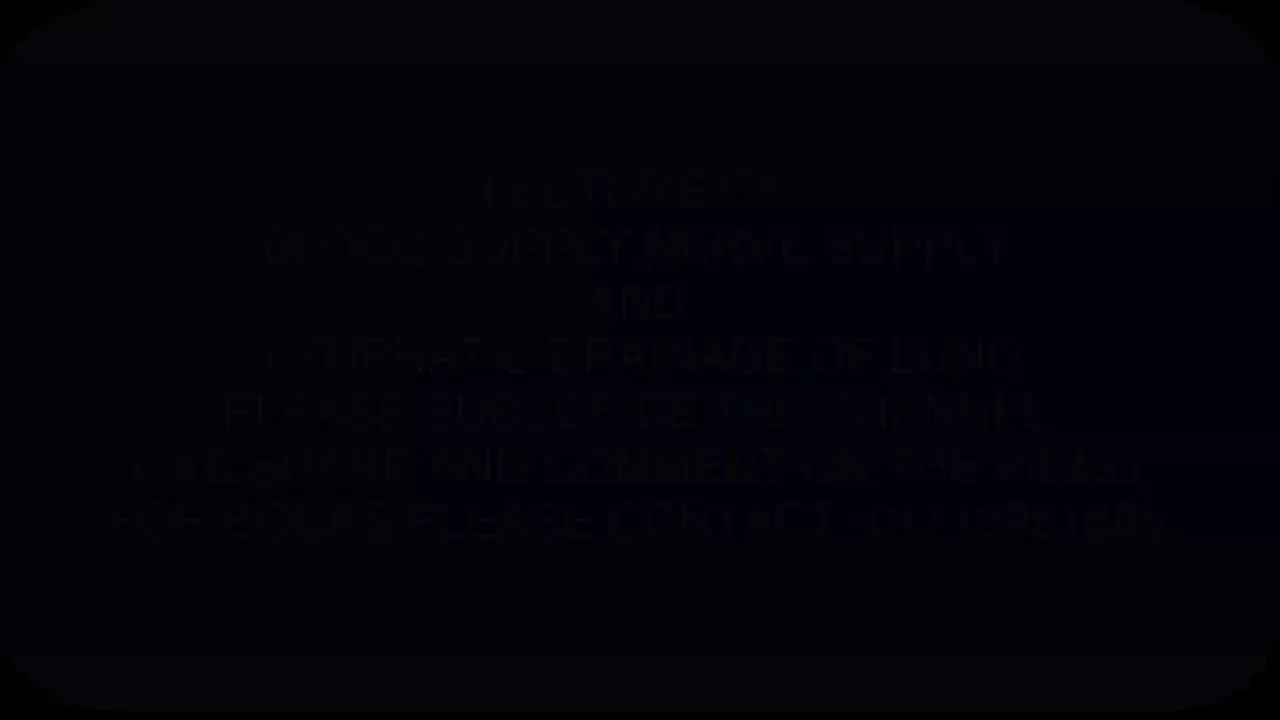 LECTURE ON
BLOOD SUPPLY NERVE SUPPLY
AND
LYMPHATIC DRAINAGE OF LUNG
PLEASE SUBSCRIBE THE CHANNEL
LIKE SHARE AND COMMENT ON THE VIDEO
FOR BOOKS PLEASE CONTACT